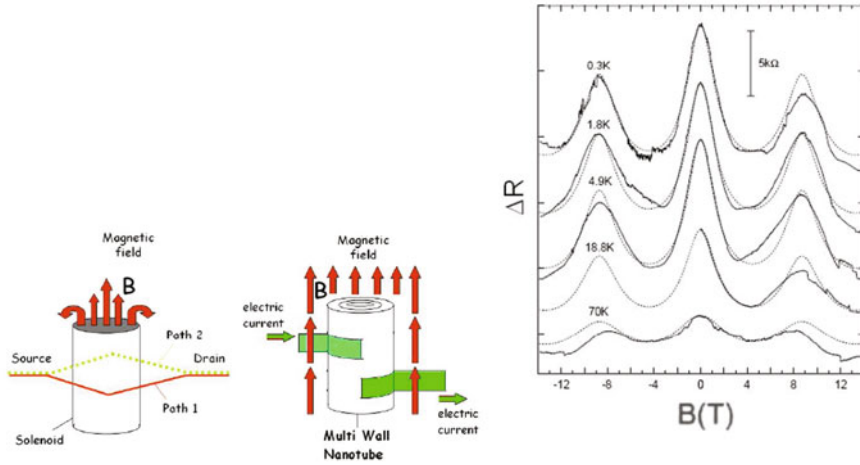 Magnetic
field
B
Path 2
Source
Drain
Path 1
Solenoid
Magnetic
field
B
electric
current
electric
current
Multi Wall
Nanotube
0.3K
5kΩ
1.8K
4.9K
18.8K
70K
ΔR
-12 -8 -4 0 4 8 12
B(T)